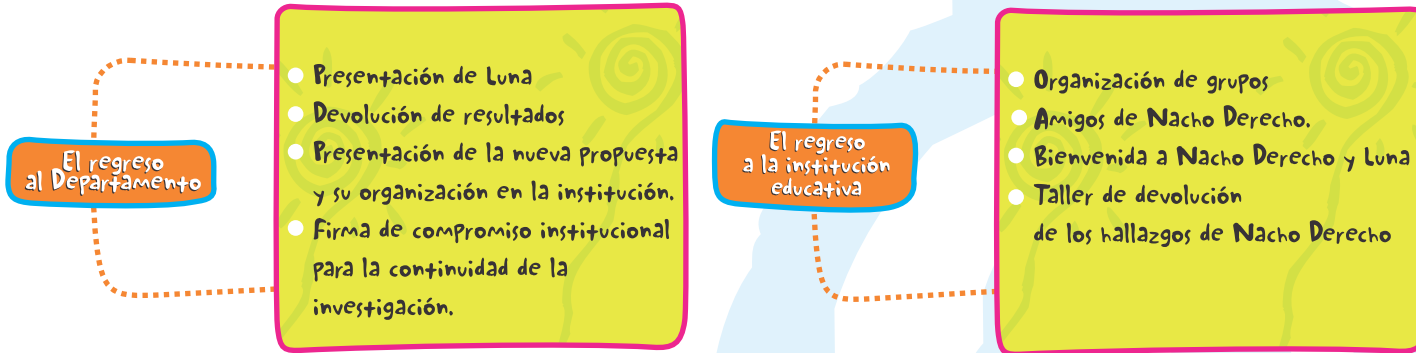 El regreso
al Departamento
Presentación de Luna
Devolución de resultados
Presentación de la nueva propuesta
y su organización en la institución.
Firma de compromiso institucional
para la continuidad de la
investigación.
El regreso
a la institución
educativa
Organización de grupos
Amigos de Nacho Derecho.
Bienvenida a Nacho Derecho y Luna
Taller de devolución
de los hallazgos de Nacho Derecho